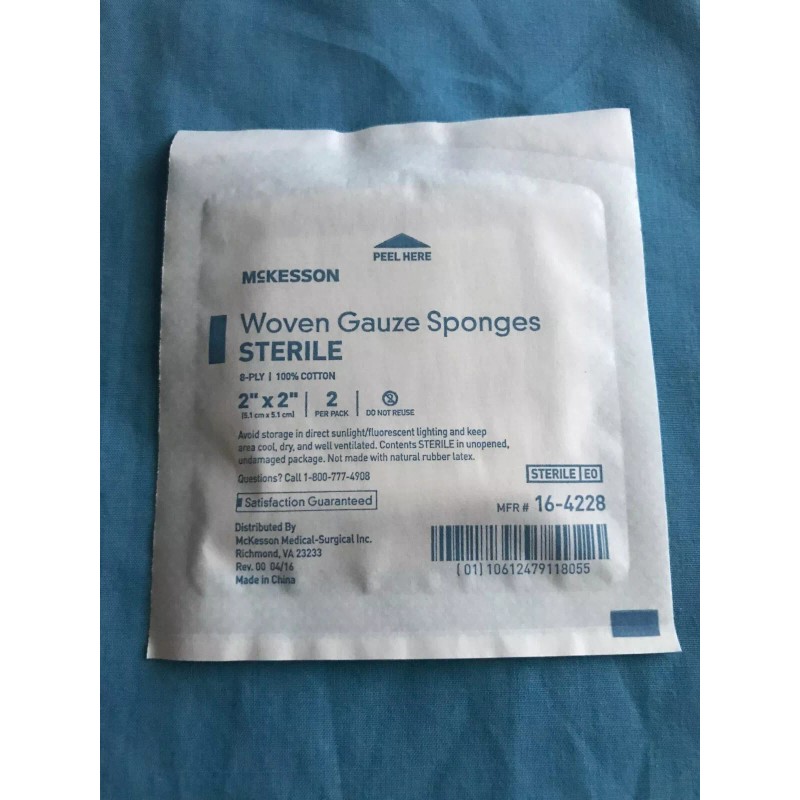 PEEL HERE
McKESSON
Woven Gauze Sponges
STERILE
8-PLY | 100% COTTON
2" x 2" | 2 | 2
(5.1 cm x 5.1 cm) PER PACK DO NOT REUSE
Avoid storage in direct sunlight/fluorescent lighting and keep
area cool, dry, and well ventilated. Contents STERILE in unopened,
undamaged package. Not made with natural rubber latex.
Questions? Call 1-800-777-4908
STERILE EO
Satisfaction Guaranteed
MFR # 16-4228
Distributed By
McKesson Medical-Surgical Inc.
Richmond, VA 23233
Rev. 00 04/16
Made in China
(01)10612479118055